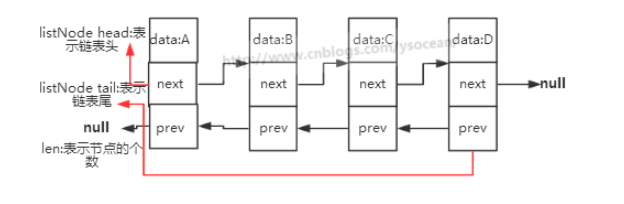 listNode head:表
示链表头
data:A
data:B
data:C
data:D
http://www.cnblogs.com/ysocean
listNode tail:表示
链表尾
next
next
next
next
null
null
prev
prev
prev
prev
len:表示节点的个
数